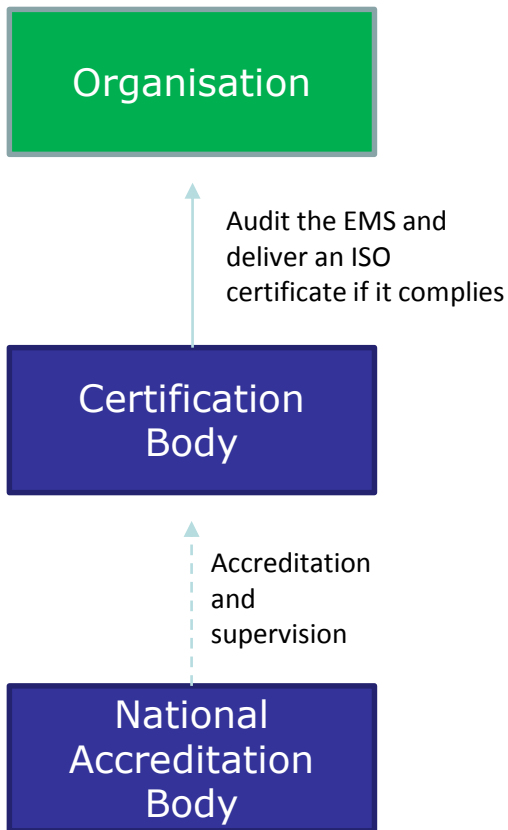 Organisation
Audit the EMS and
deliver an ISO
certificate if it complies
Certification
Body
Accreditation
and
supervision
National
Accreditation
Body